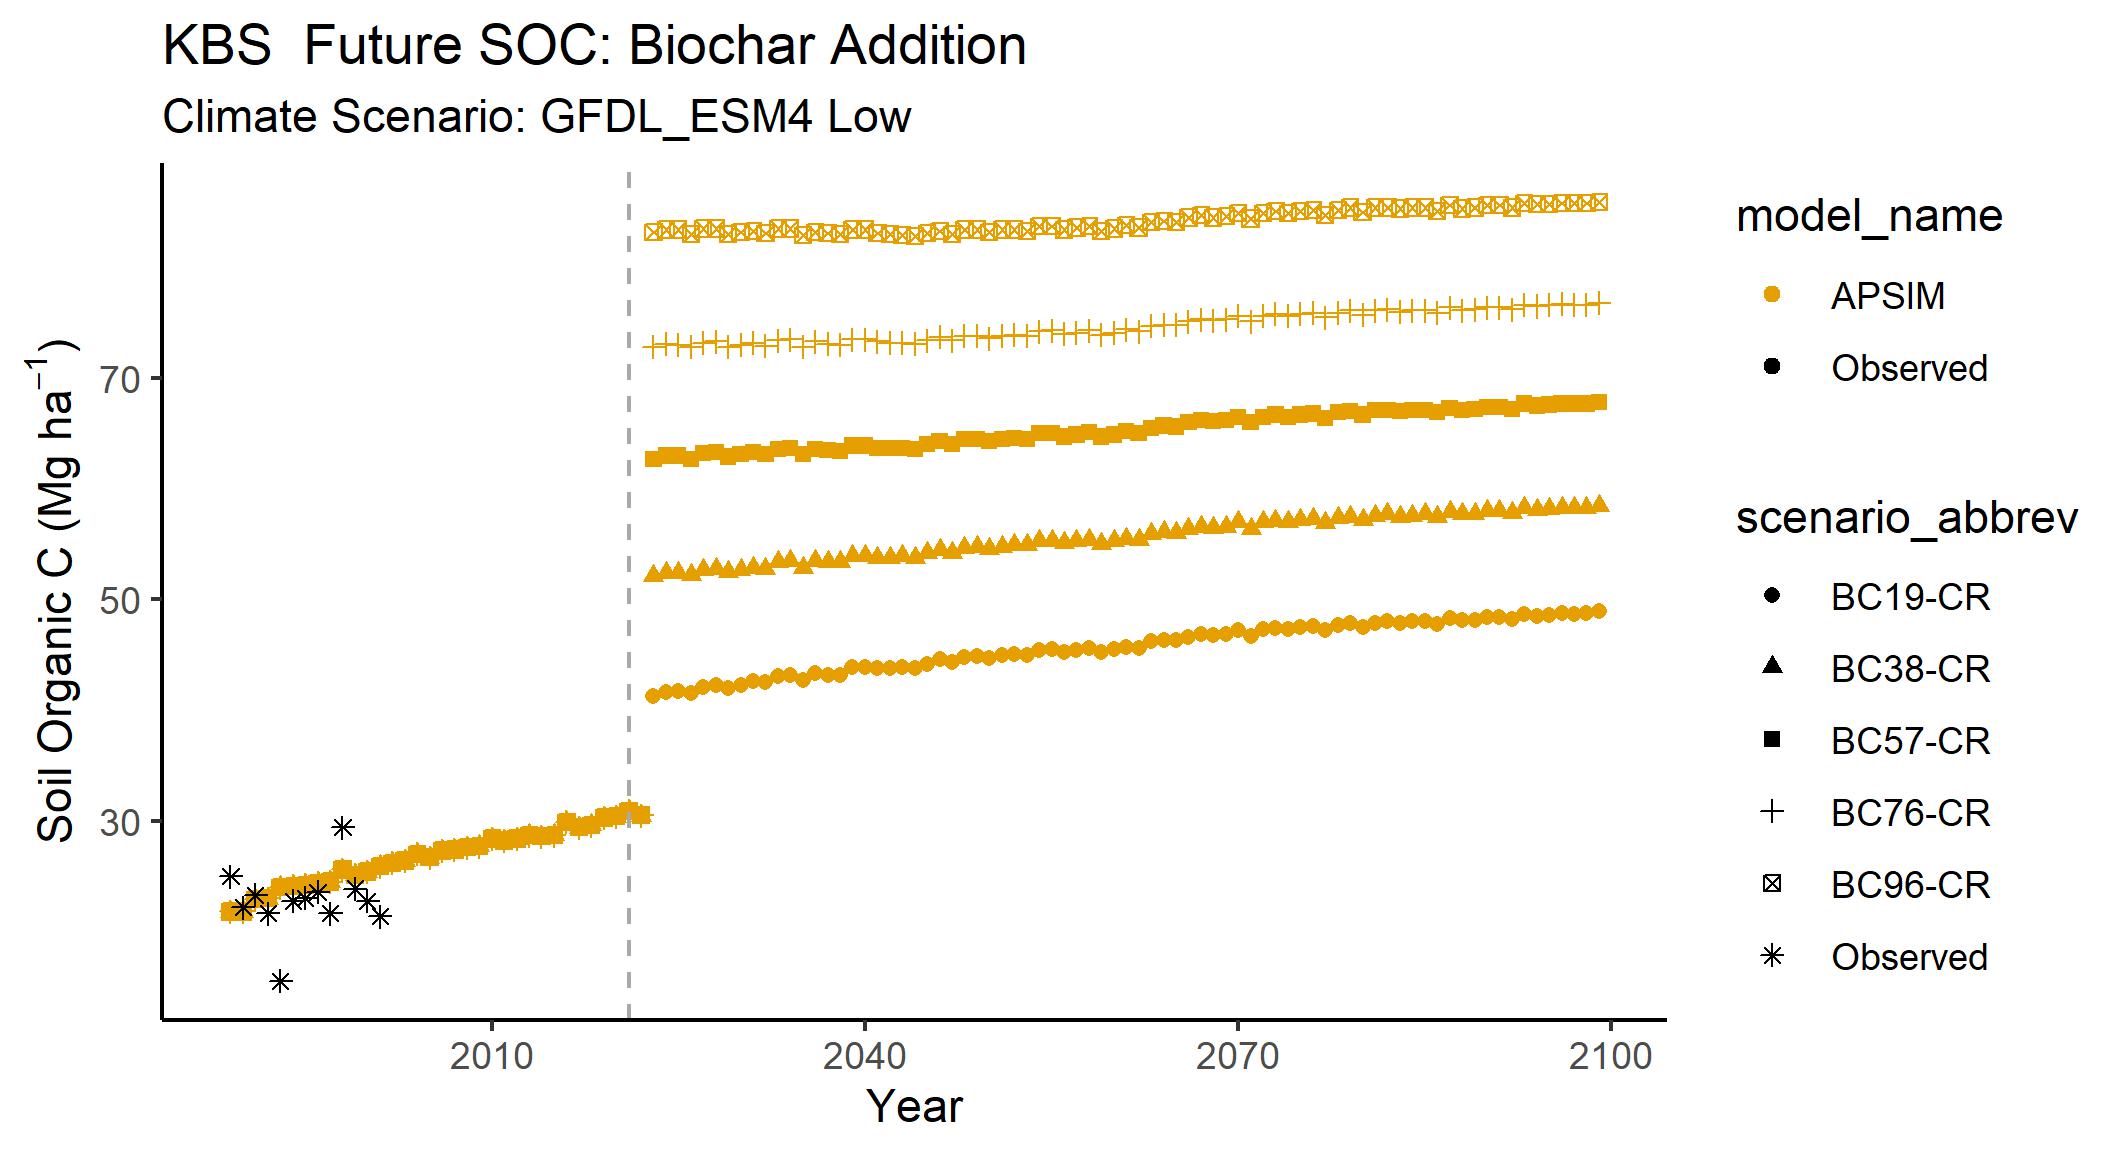 KBS  Future SOC: Biochar Addition
Climate Scenario: GFDL_ESM4 Low
Soil Organic C (Mg ha⁻¹)
70
50
30
2010
2040
2070
2100
Year
model_name
APSIM
Observed
scenario_abbrev
BC19-CR
BC38-CR
BC57-CR
BC76-CR
BC96-CR
Observed